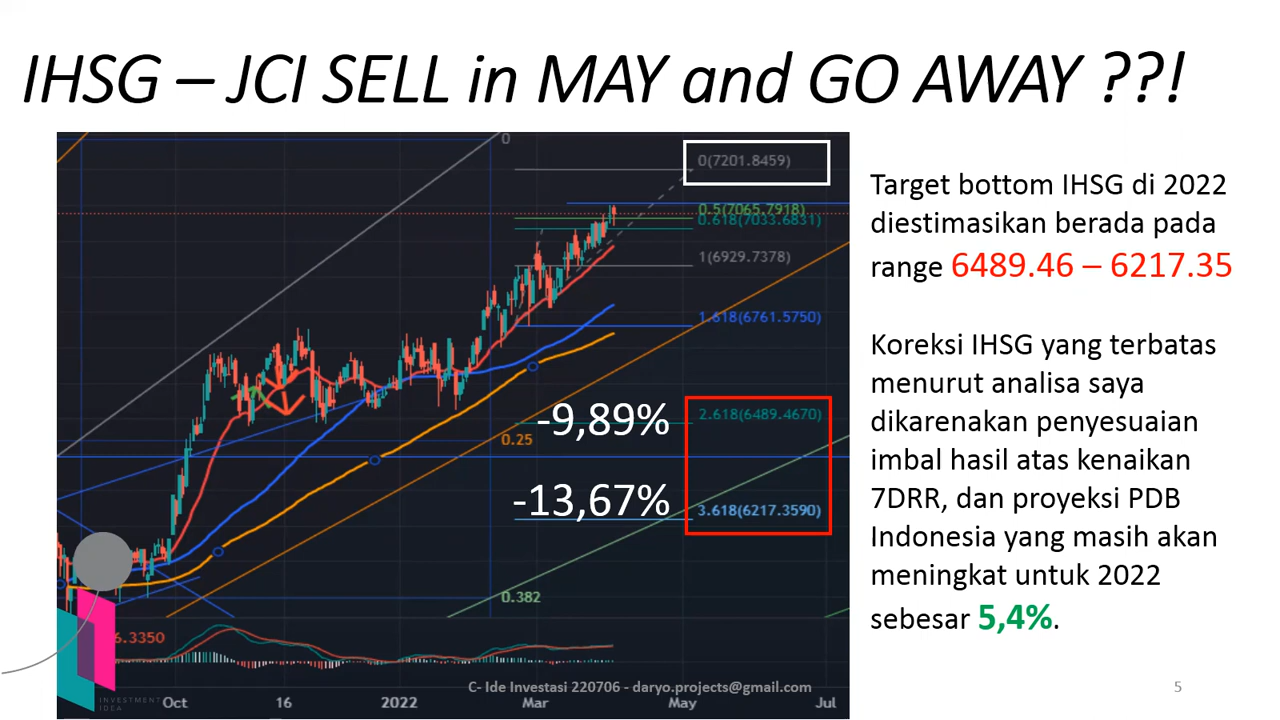 IHSG – JCI SELL in MAY and GO AWAY ??!
0
0(7201.8459)
0.5(7065.7918)
0.618(7033.6831)
1(6929.7378)
1.618(6761.5750)
-9,89%
2.618(6489.4670)
0.25
-13,67%
3.618(6217.3590)
0.382
6.3350
C- Ide Investasi 220706 - daryo.projects@gmail.com
Oct
16
2022
Mar
May
Jul
INVESTMENT
IDEA
Target bottom IHSG di 2022
diestimasikan berada pada
range 6489.46 – 6217.35
Koreksi IHSG yang terbatas
menurut analisa saya
dikarenakan penyesuaian
imbal hasil atas kenaikan
7DRR, dan proyeksi PDB
Indonesia yang masih akan
meningkat untuk 2022
sebesar 5,4%.
5